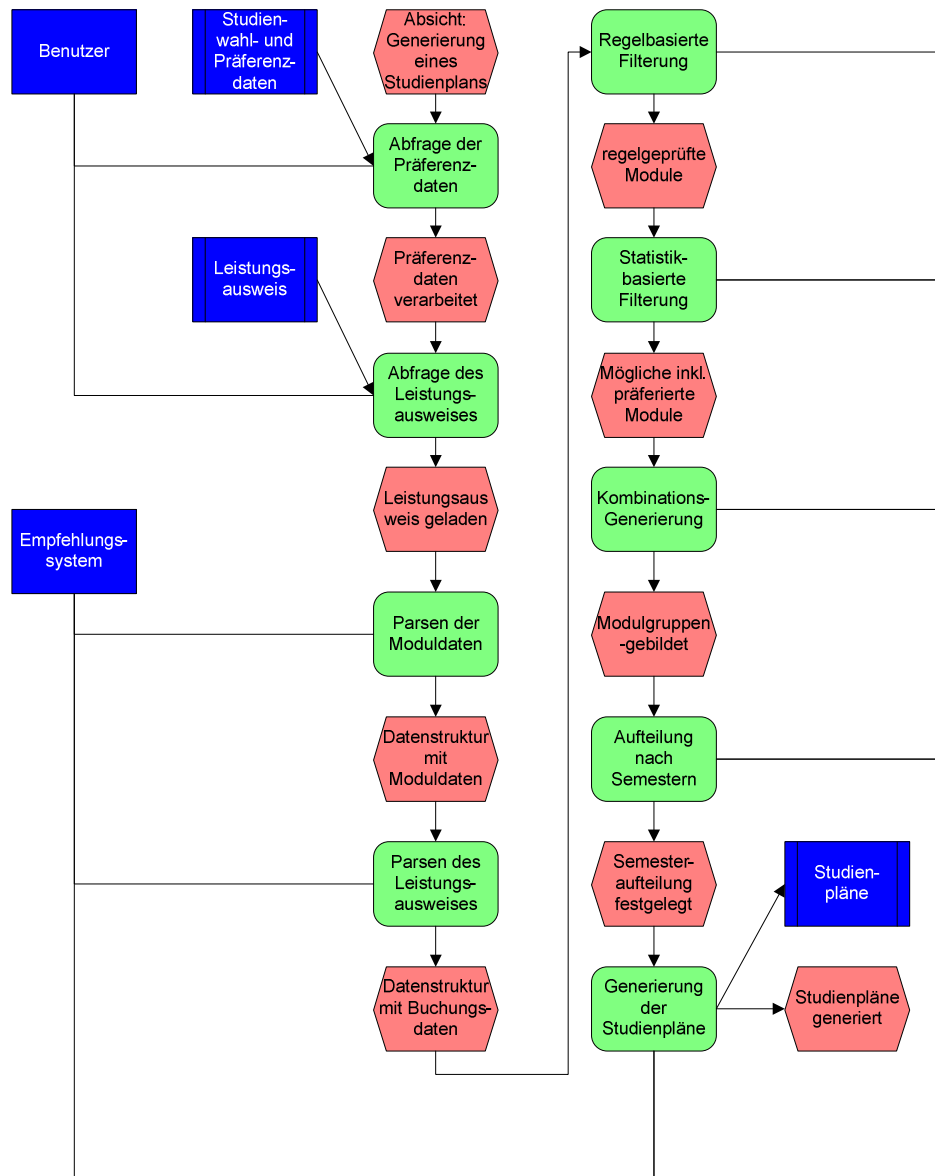 Benutzer
Studien-
wahl- und
Präferenz-
daten
Absicht:
Generierung
eines
Studienplans
Abfrage der
Präferenz-
daten
Präferenz-
daten
verarbeitet
Leistungs-
ausweis
Abfrage des
Leistungs-
ausweises
Leistungsaus
weis geladen
Empfehlungs-
system
Parsen der
Moduldaten
Datenstruktur
mit
Moduldaten
Parsen des
Leistungs-
ausweises
Datenstruktur
mit Buchungs-
daten
Regelbasierte
Filterung
regelgeprüfte
Module
Statistik-
basierte
Filterung
Mögliche inkl.
präferierte
Module
Kombinations-
Generierung
Modulgruppen
-gebildet
Aufteilung
nach
Semestern
Semester-
aufteilung
festgelegt
Generierung
der
Studienpläne
Studien-
pläne
Studienpläne
generiert